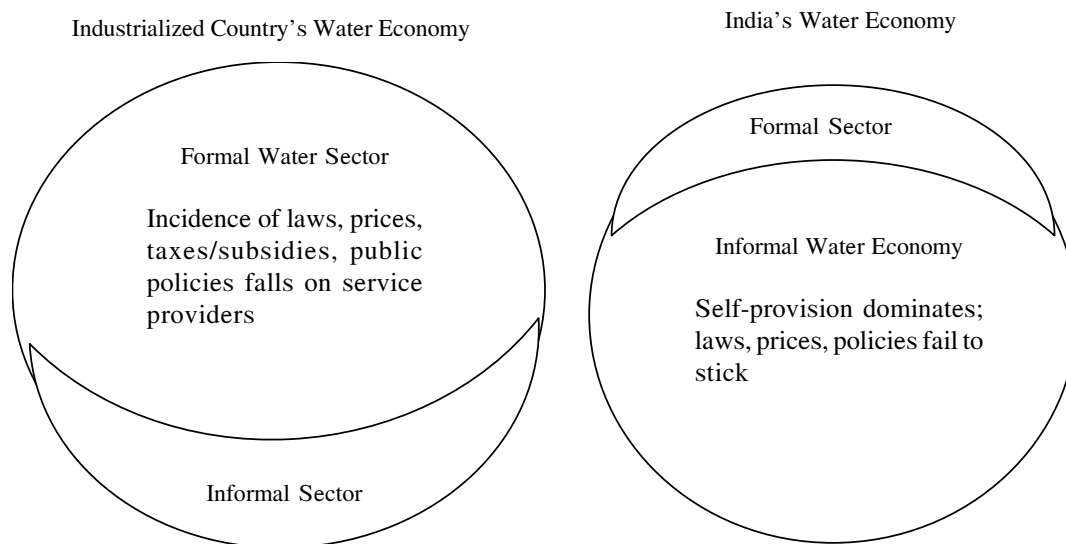 Industrialized Country’s Water Economy
Formal Water Sector
Incidence of laws, prices,
taxes/subsidies, public
policies falls on service
providers
Informal Sector
India’s Water Economy
Formal Sector
Informal Water Economy
Self-provision dominates;
laws, prices, policies fail to
stick